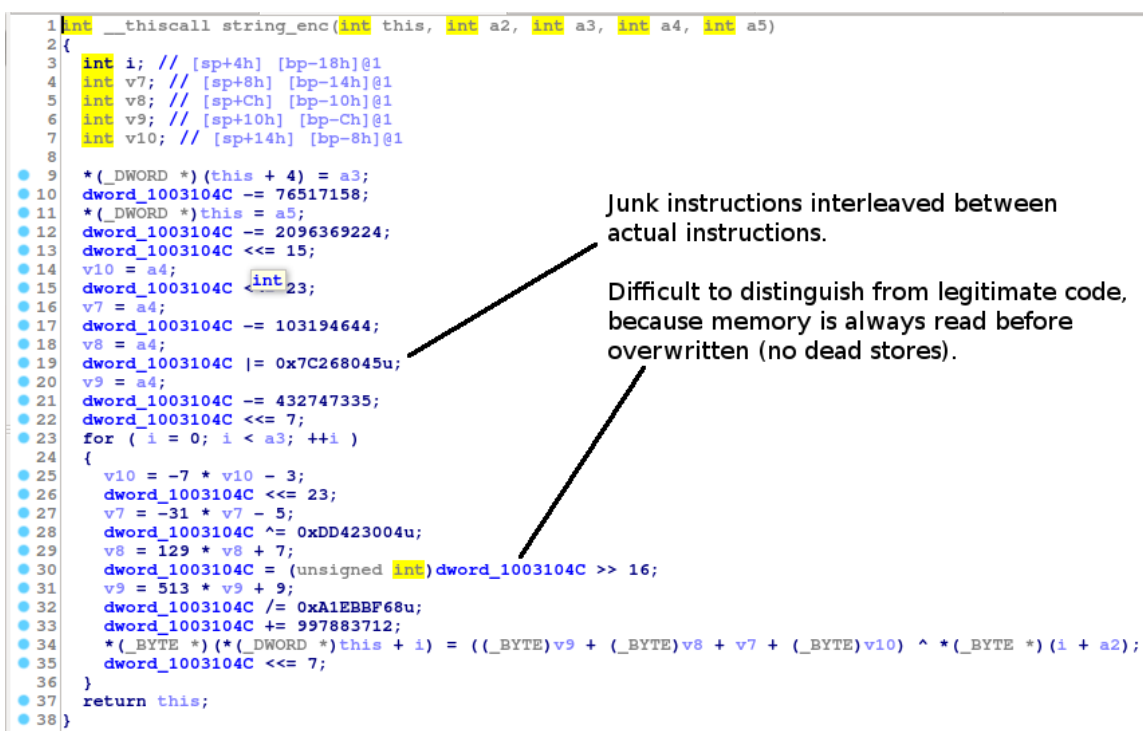 1 int __thiscall string_enc(int this, int a2, int a3, int a4, int a5)
2 {
3 int i; // [sp+4h] [bp-18h]@1
4 int v7; // [sp+8h] [bp-14h]@1
5 int v8; // [sp+Ch] [bp-10h]@1
6 int v9; // [sp+10h] [bp-Ch]@1
7 int v10; // [sp+14h] [bp-8h]@1
8
9 *(_DWORD *)(this + 4) = a3;
10 dword_1003104C -= 76517158;
11 *(_DWORD *)this = a5;
12 dword_1003104C -= 2096369224;
13 dword_1003104C <<= 15;
14 v10 = a4;
int
15 dword_1003104C < 23;
16 v7 = a4;
17 dword_1003104C -= 103194644;
18 v8 = a4;
19 dword_1003104C |= 0x7C268045u;
20 v9 = a4;
21 dword_1003104C -= 432747335;
22 dword_1003104C <<= 7;
23 for ( i = 0; i < a3; ++i )
24 {
25 v10 = -7 * v10 - 3;
26 dword_1003104C <<= 23;
27 v7 = -31 * v7 - 5;
28 dword_1003104C ^= 0xDD423004u;
29 v8 = 129 * v8 + 7;
30 dword_1003104C = (unsigned int)dword_1003104C >> 16;
31 v9 = 513 * v9 + 9;
32 dword_1003104C /= 0xA1EBBF68u;
33 dword_1003104C += 997883712;
34 *(_BYTE *)(*(_DWORD *)this + i) = ((_BYTE)v9 + (_BYTE)v8 + v7 + (_BYTE)v10) ^ *(_BYTE *)(i + a2);
35 dword_1003104C <<= 7;
36 }
37 return this;
38 }
Junk instructions interleaved between
actual instructions.
Difficult to distinguish from legitimate code,
because memory is always read before
overwritten (no dead stores).